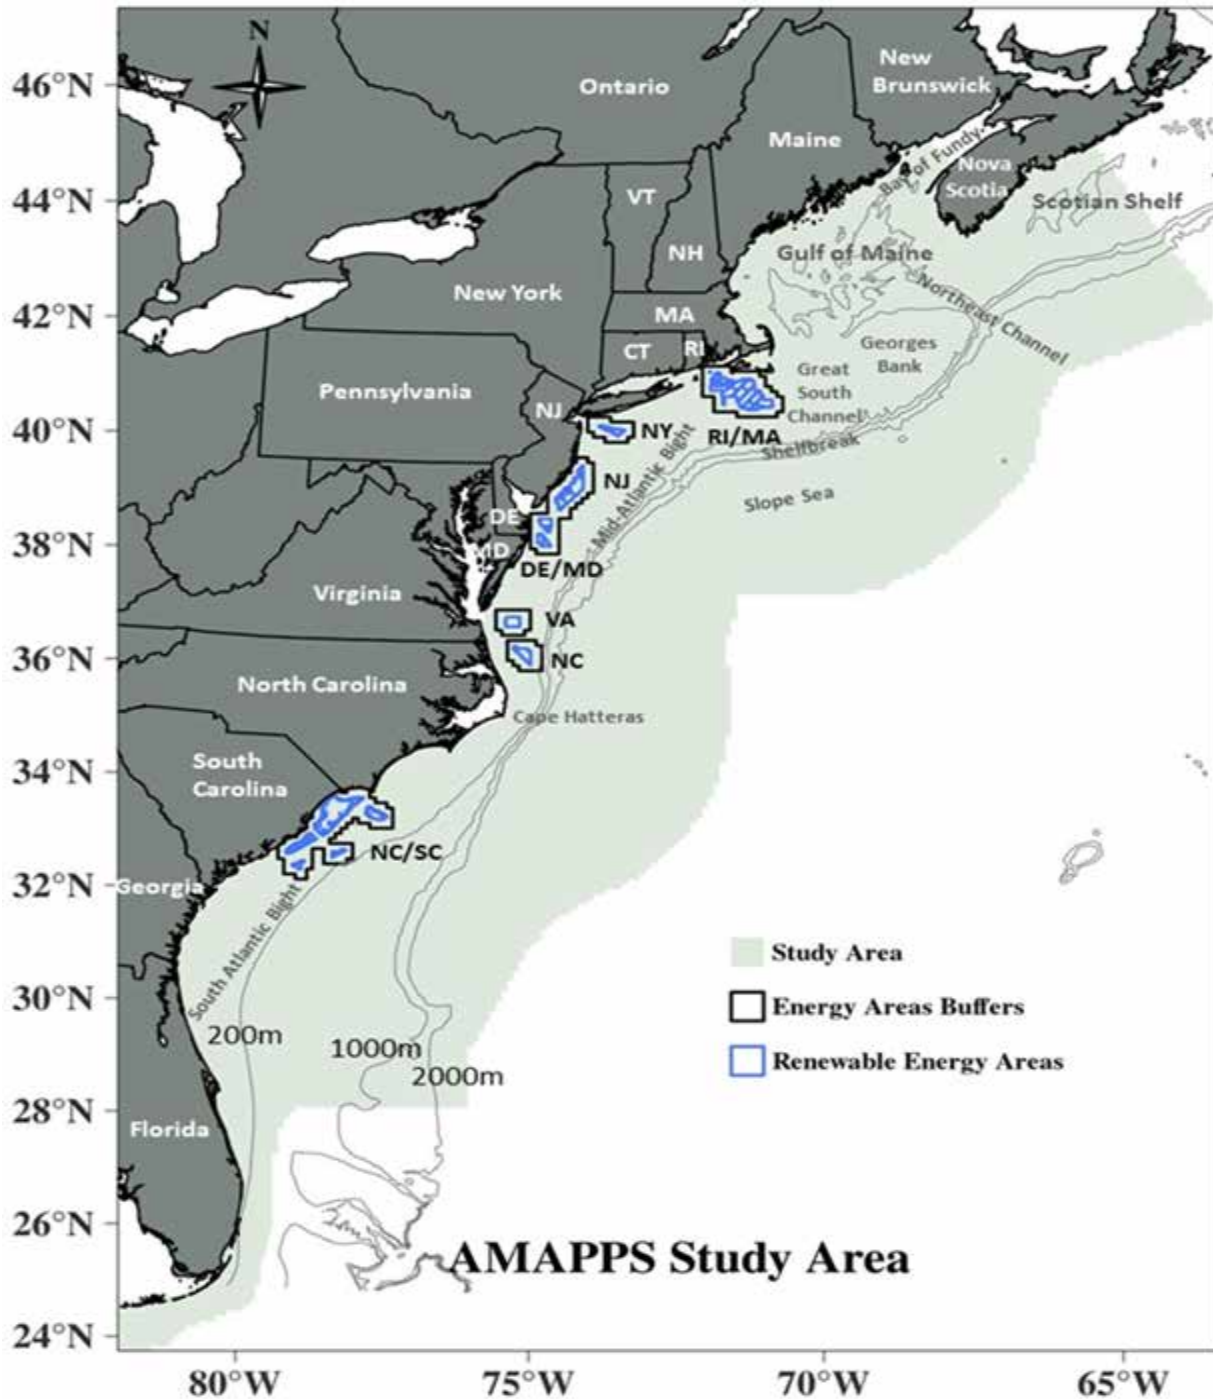 N
46°N
44°N
42°N
40°N
38°N
36°N
34°N
32°N
30°N
28°N
26°N
24°N
80°W
75°W
70°W
65°W
Ontario
New
Brunswick
Maine
Bay of Fundy
Nova
Scotia
Scotian Shelf
VT
NH
Gulf of Maine
New York
MA
Northeast Channel
CT
RI
Georges
Bank
Great
South
Channel
Pennsylvania
NJ
NY
RI/MA
Shelfbreak
Mid-Atlantic Bight
NJ
Slope Sea
DE
MD
DE/MD
Virginia
VA
NC
North Carolina
Cape Hatteras
South
Carolina
NC/SC
Georgia
South Atlantic Bight
200m
1000m
2000m
Florida
Study Area
Energy Areas Buffers
Renewable Energy Areas
AMAPPS Study Area